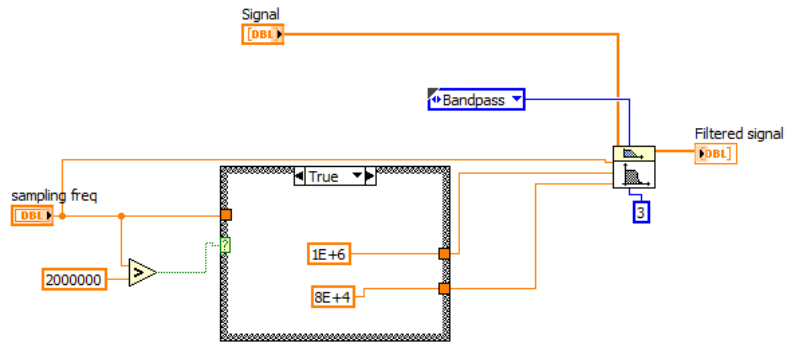 Signal
[DBL]
Bandpass
Filtered signal
DBL]
True
sampling freq
DBL
?
1E+6
>
2000000
8E+4
3